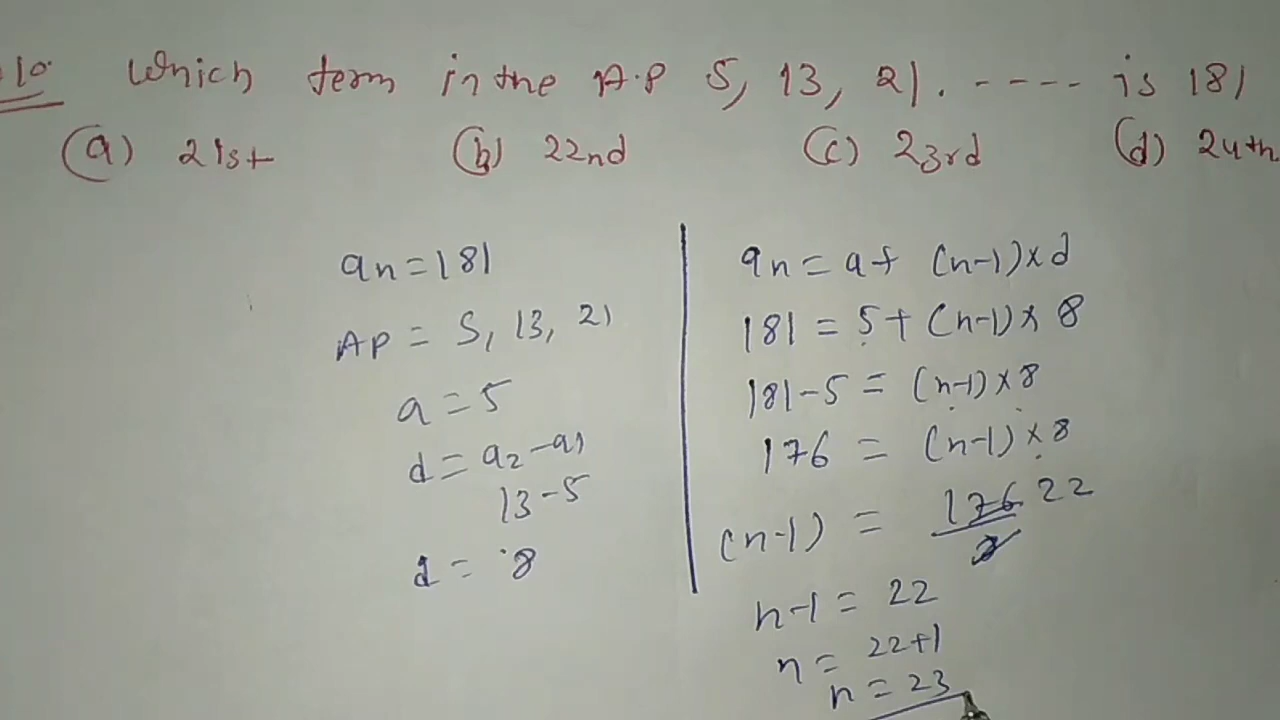 10. Which term in the A.P 5, 13, 21. ---- is 181
(a) 21st (b) 22nd (c) 23rd (d) 24th
an = 181
AP = 5, 13, 21
a = 5
d = a2 - a1
13 - 5
d = 8
an = a + (n-1) x d
181 = 5 + (n-1) x 8
181 - 5 = (n-1) x 8
176 = (n-1) x 8
(n-1) = 176/8 22
n-1 = 22
n = 22+1
n = 23